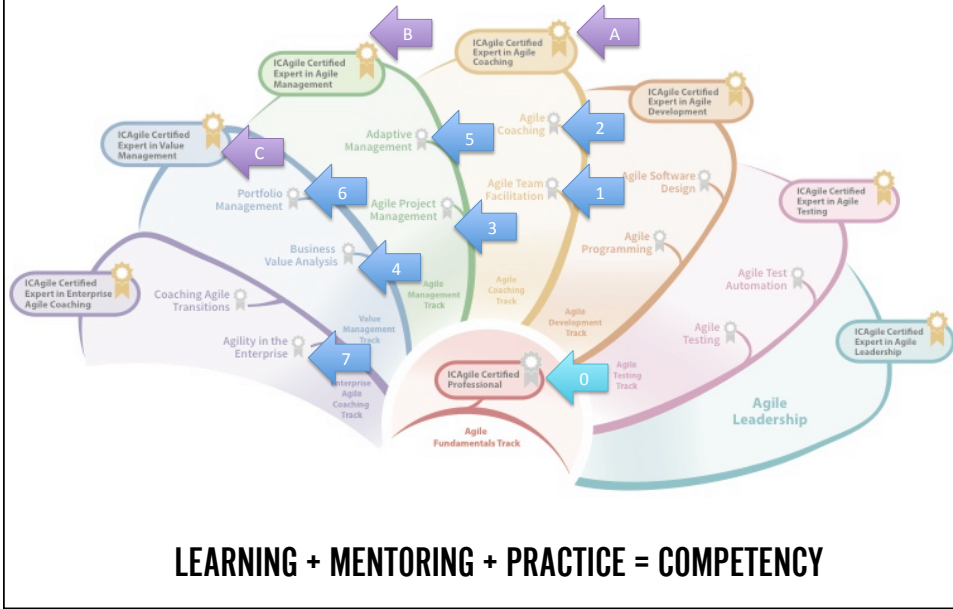 B
A
ICAgile Certified
Expert in Agile
Coaching
ICAgile Certified
Expert in Agile
Management
ICAgile Certified
Expert in Agile
Development
ICAgile Certified
Expert in Value
Management
C
Adaptive
Management
5
Agile
Coaching
2
Portfolio
Management
6
Agile Project
Management
3
Agile Team
Facilitation
1
Agile Software
Design
ICAgile Certified
Expert in Agile
Testing
Business
Value Analysis
4
Agile
Programming
ICAgile Certified
Expert in Enterprise
Agile Coaching
Coaching Agile
Transitions
Agile
Management
Track
Agile
Coaching
Track
Agile Test
Automation
Value
Management
Track
Agile
Development
Track
Agile
Testing
ICAgile Certified
Expert in Agile
Leadership
Agility in the
Enterprise
7
Enterprise
Agile
Coaching
Track
ICAgile Certified
Professional
0
Agile
Testing
Track
Agile
Leadership
Agile
Fundamentals Track
LEARNING + MENTORING + PRACTICE = COMPETENCY